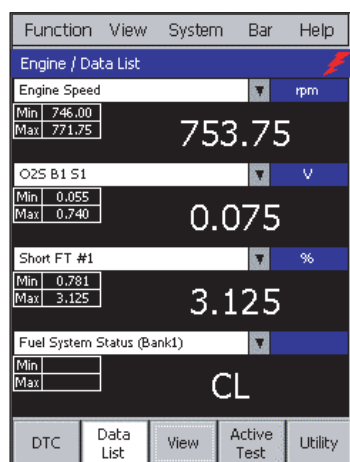 Function View System Bar Help
Engine / Data List
Engine Speed rpm
Min 746.00
Max 771.75
753.75
O2S B1 S1 V
Min 0.055
Max 0.740
0.075
Short FT #1 %
Min 0.781
Max 3.125
3.125
Fuel System Status (Bank1)
Min
Max
CL
DTC Data List View Active Test Utility